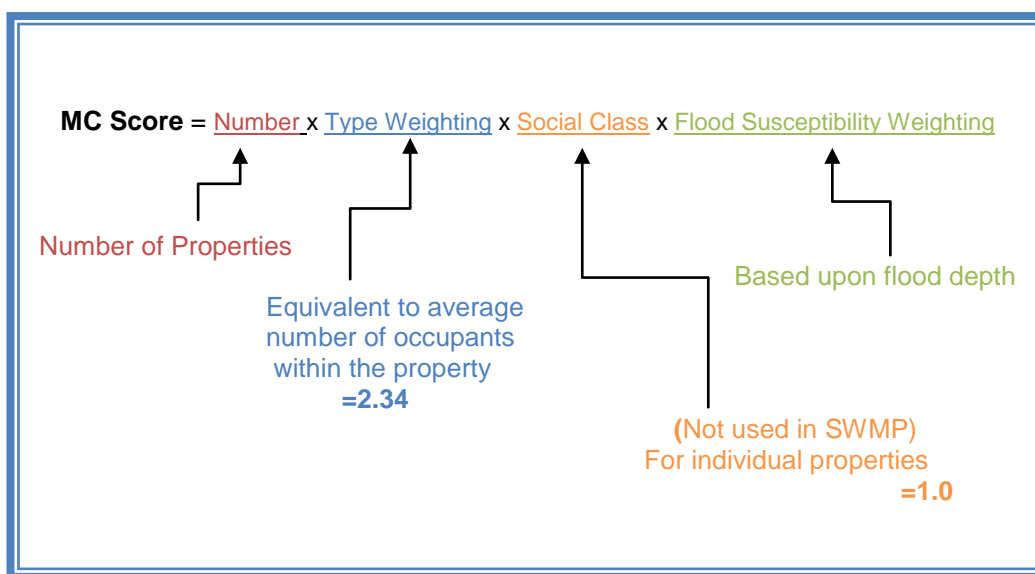 MC Score = Number x Type Weighting x Social Class x Flood Susceptibility Weighting
Number of Properties
Based upon flood depth
Equivalent to average
number of occupants
within the property
=2.34
(Not used in SWMP)
For individual properties
=1.0